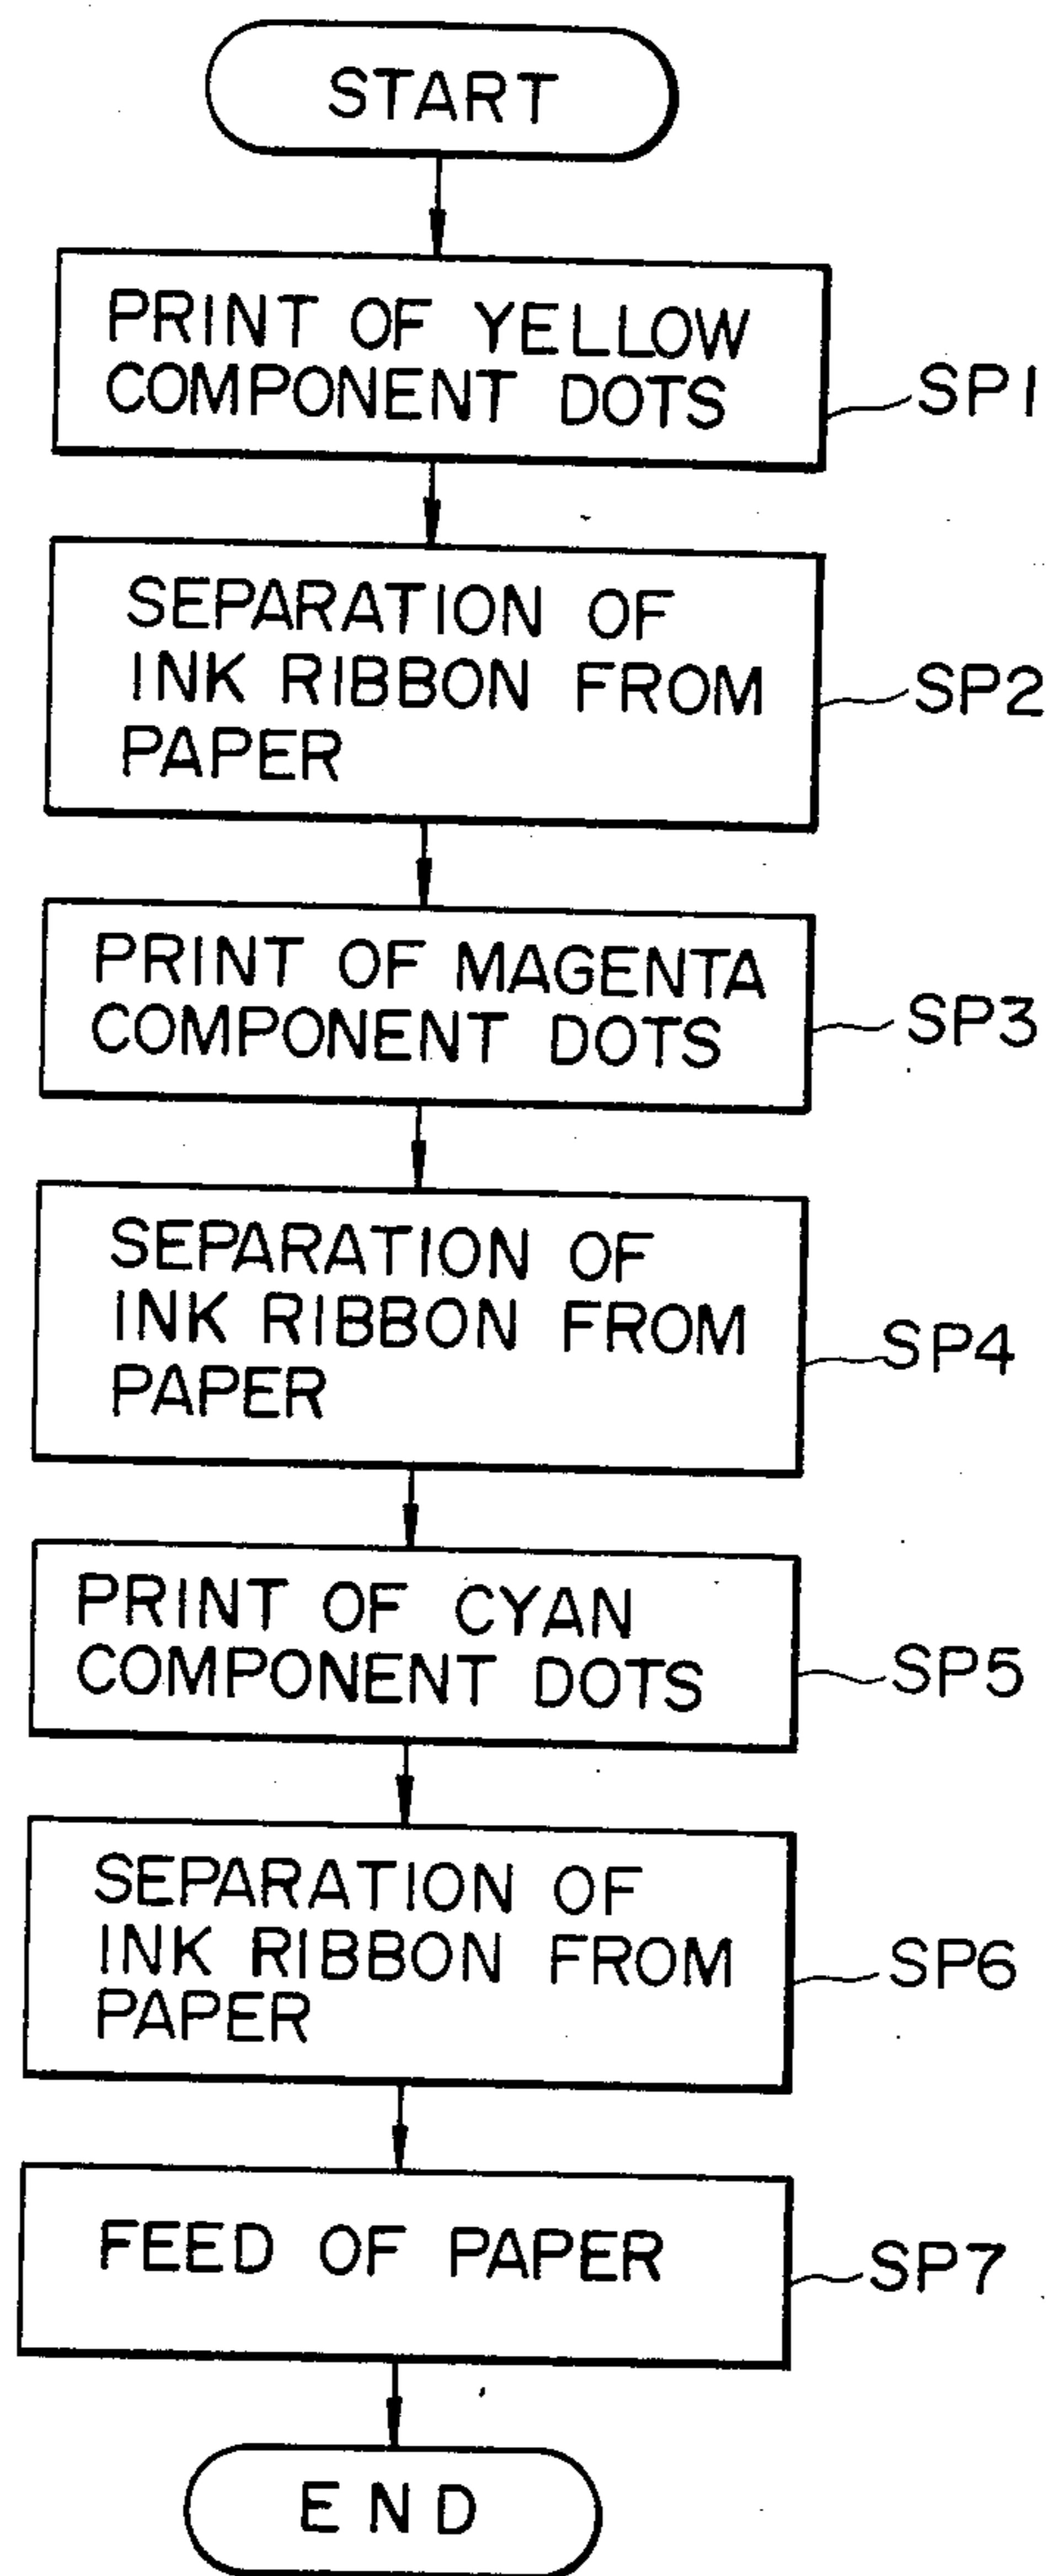 START
PRINT OF YELLOW
COMPONENT DOTS
SP1
SEPARATION OF
INK RIBBON FROM
PAPER
SP2
PRINT OF MAGENTA
COMPONENT DOTS
SP3
SEPARATION OF
INK RIBBON FROM
PAPER
SP4
PRINT OF CYAN
COMPONENT DOTS
SP5
SEPARATION OF
INK RIBBON FROM
PAPER
SP6
FEED OF PAPER
SP7
END